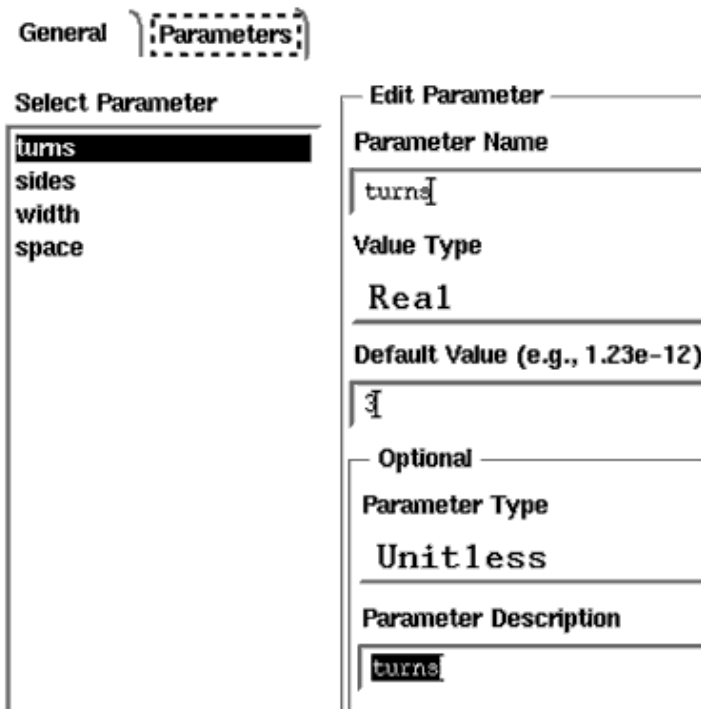 General Parameters
Select Parameter
turns
sides
width
space
Edit Parameter
Parameter Name
turns
Value Type
Real
Default Value (e.g., 1.23e-12)
3
Optional
Parameter Type
Unitless
Parameter Description
turns